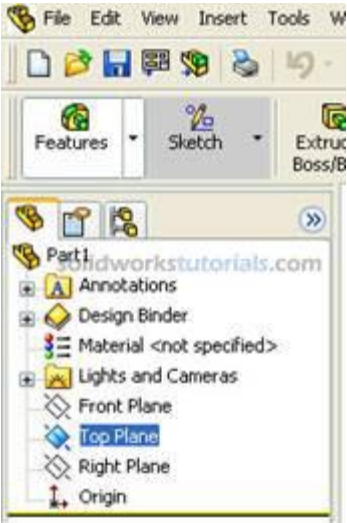 File Edit View Insert Tools W
Features Sketch Extruc
Boss/B
Part1
solidworkstutorials.com
Annotations
Design Binder
Material <not specified>
Lights and Cameras
Front Plane
Top Plane
Right Plane
Origin